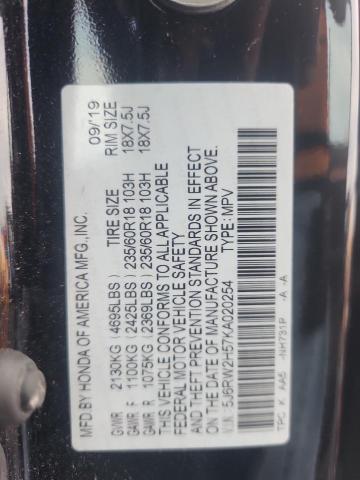 MFD.BY HONDA OF AMERICA MFG.,INC. 09/19
TIRE SIZE RIM SIZE
GVWR 2130KG (4695LBS)
GAWR F 1100KG (2425LBS) 235/60R18 103H 18X7.5J
GAWR R 1075KG (2369LBS) 235/60R18 103H 18X7.5J
THIS VEHICLE CONFORMS TO ALL APPLICABLE
FEDERAL MOTOR VEHICLE SAFETY
AND THEFT PREVENTION STANDARDS IN EFFECT
ON THE DATE OF MANUFACTURE SHOWN ABOVE.
V.I.N: 5J6RW2H57KA020254 TYPE: MPV
TPC K AA5 -NH731P -A -A